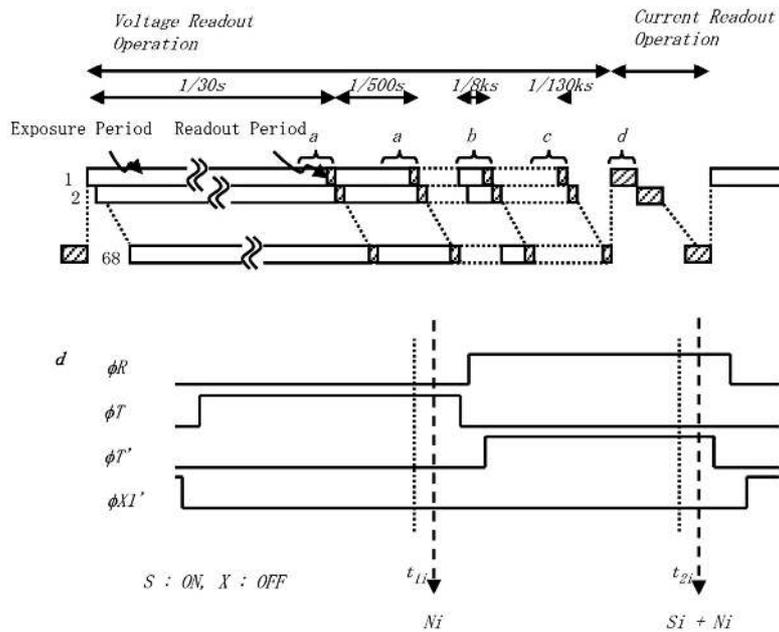 Voltage Readout
Operation
Current Readout
Operation
1/30s
1/500s
1/8ks
1/130ks
Exposure Period
Readout Period
a
a
b
c
d
1
2
68
d
ϕR
ϕT
ϕT'
ϕX1'
t1i
t2i
S : ON, X : OFF
Ni
Si + Ni